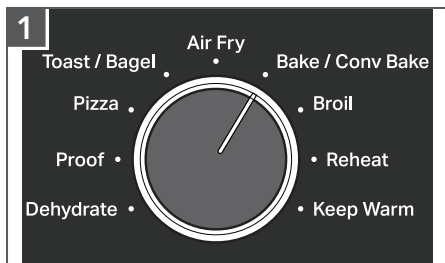 1
Air Fry
Toast / Bagel
Bake / Conv Bake
Pizza
Broil
Proof
Reheat
Dehydrate
Keep Warm